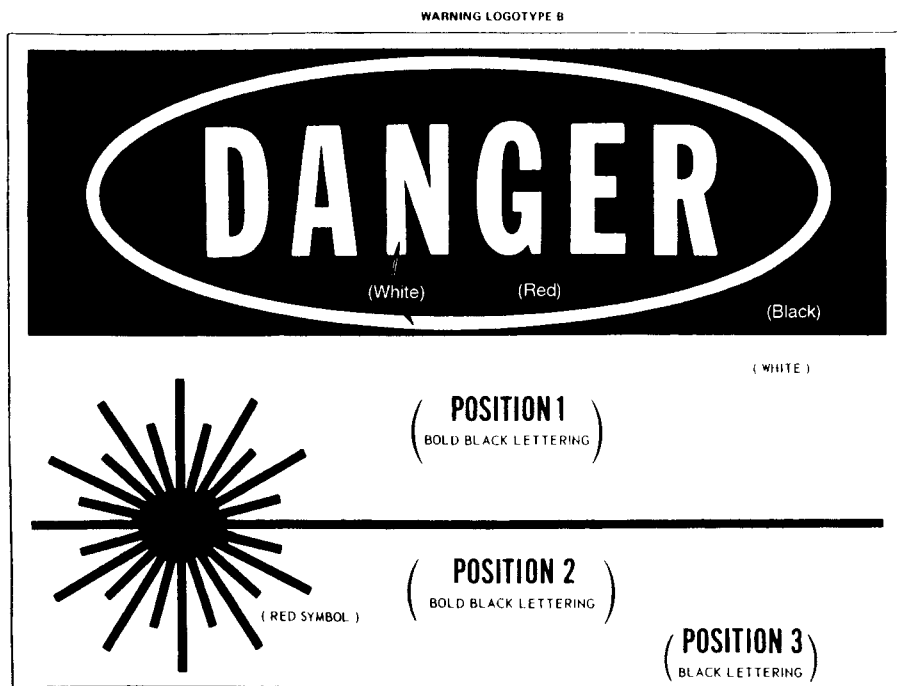 WARNING LOGOTYPE B
DANGER
(White)
(Red)
(Black)
( WHITE )
( POSITION 1
BOLD BLACK LETTERING )
( POSITION 2
BOLD BLACK LETTERING )
( RED SYMBOL )
( POSITION 3
BLACK LETTERING )